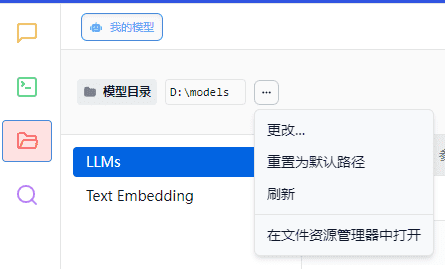 我的模型
模型目录 D:\models
更改...
重置为默认路径
LLMs
刷新
Text Embedding
在文件资源管理器中打开